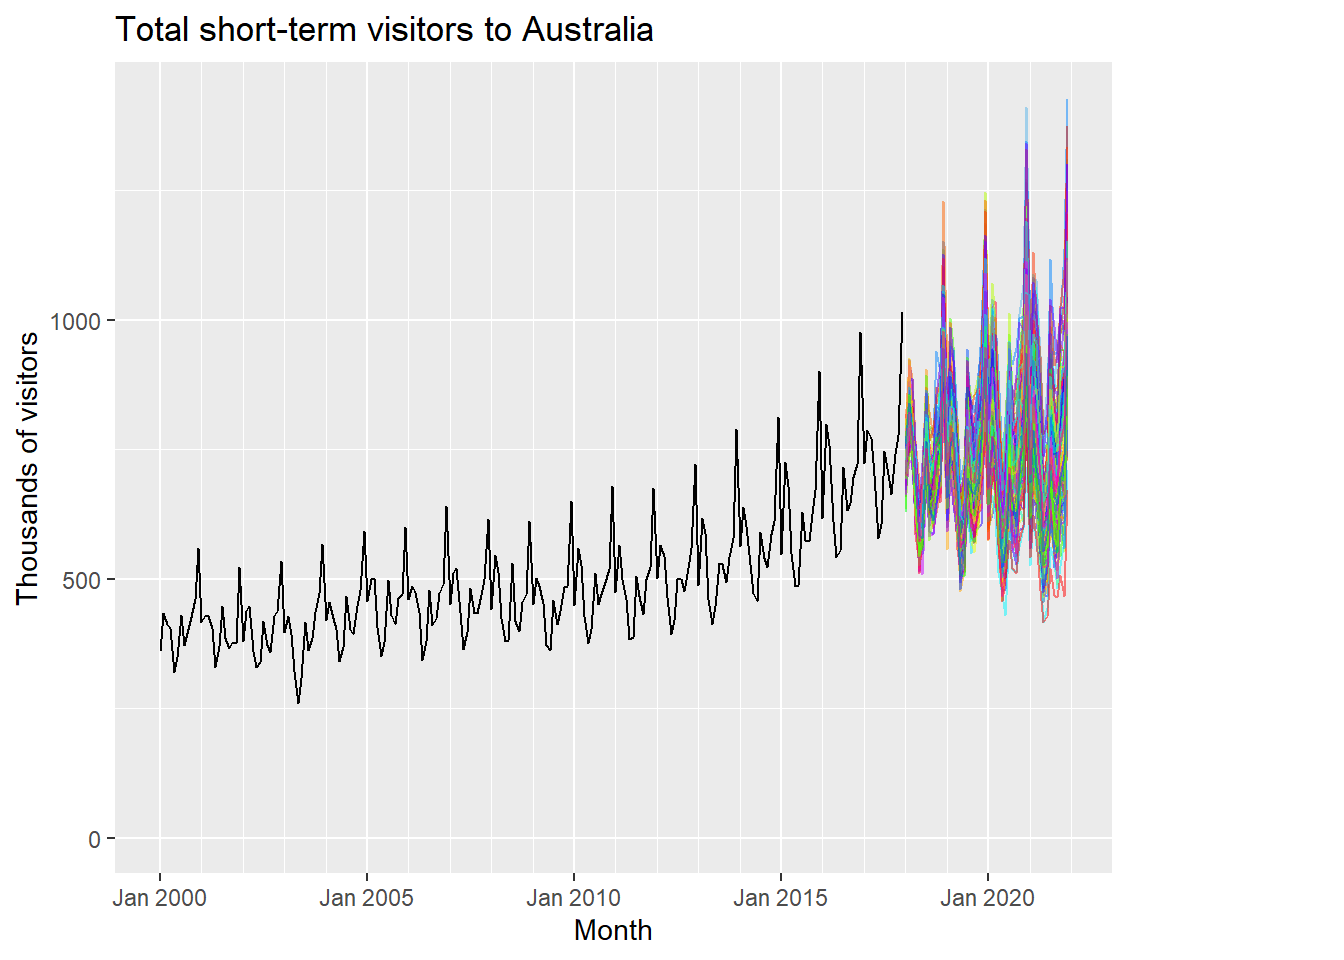 Total short-term visitors to Australia
Thousands of visitors
1000
500
0
Jan 2000 Jan 2005 Jan 2010 Jan 2015 Jan 2020
Month